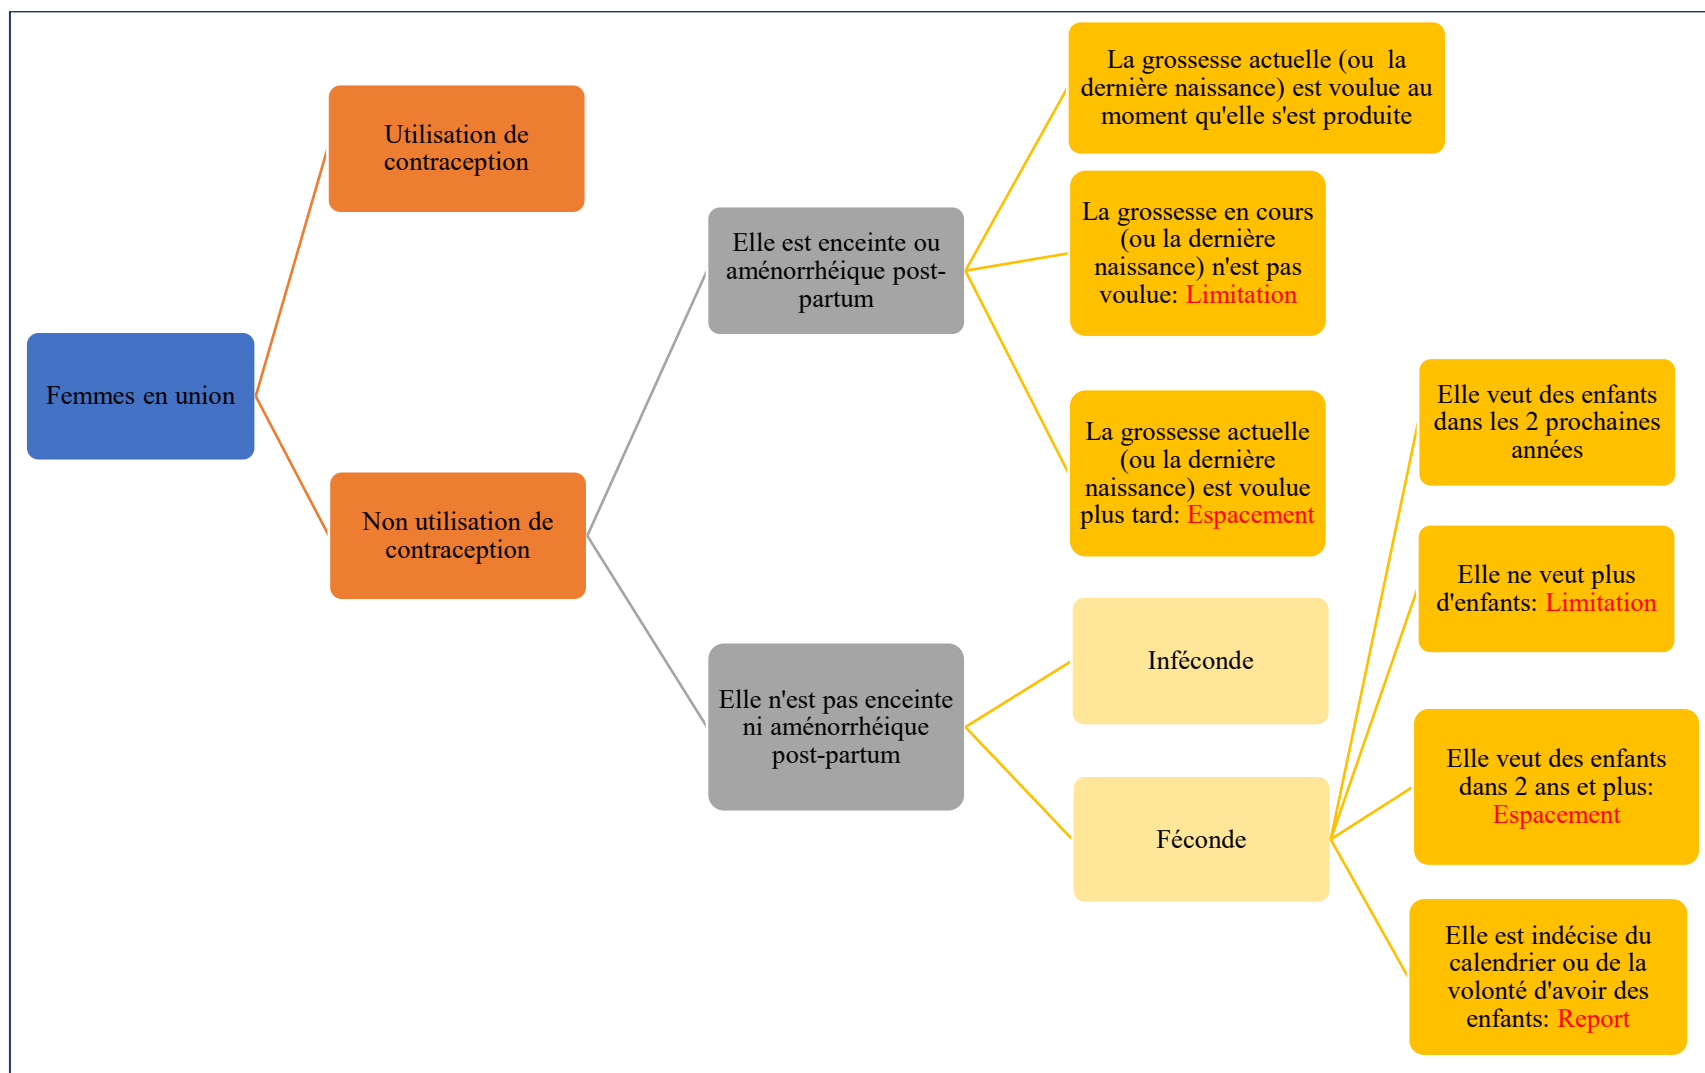 Femmes en union
Utilisation de
contraception
Non utilisation de
contraception
Elle est enceinte ou
aménorrhéique post-
partum
Elle n'est pas enceinte
ni aménorrhéique
post-partum
La grossesse actuelle (ou  la
dernière naissance) est voulue au
moment qu'elle s'est produite
La grossesse en cours
(ou la dernière
naissance) n'est pas
voulue: Limitation
La grossesse actuelle
(ou la dernière
naissance) est voulue
plus tard: Espacement
Inféconde
Féconde
Elle veut des enfants
dans les 2 prochaines
années
Elle ne veut plus
d'enfants: Limitation
Elle veut des enfants
dans 2 ans et plus:
Espacement
Elle est indécise du
calendrier ou de la
volonté d'avoir des
enfants: Report